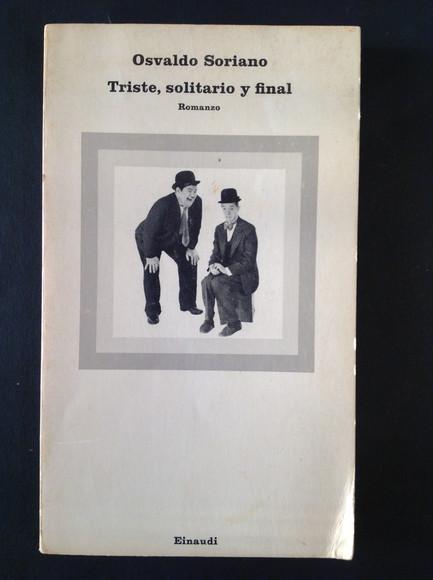 Osvaldo Soriano
Triste, solitario y final
Romanzo
Einaudi